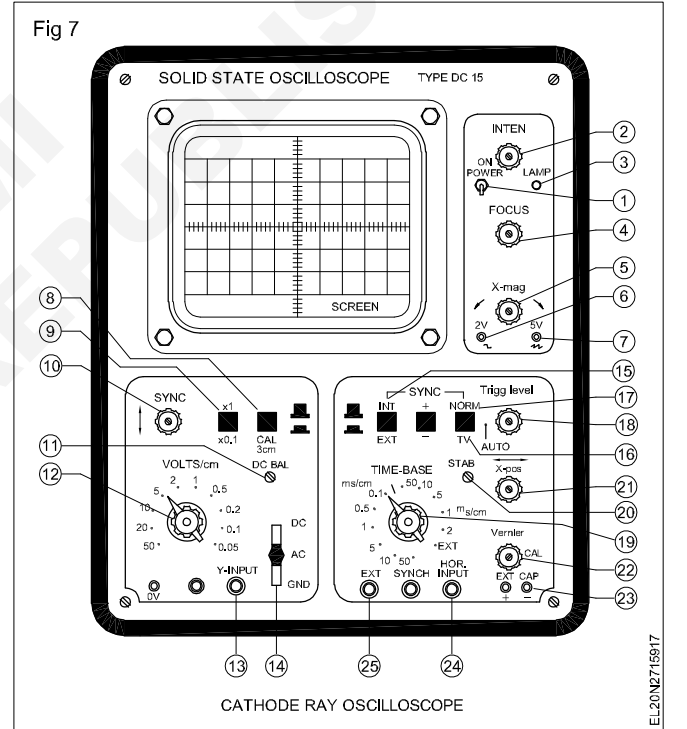 Fig 7
SOLID STATE OSCILLOSCOPE TYPE DC 15
INTEN
ON
POWER LAMP
FOCUS
X-mag
2V 5V
SCREEN
2
3
1
4
5
6
7
8
9
10
11
12
SYNC
x1
x0.1
CAL
3cm
DC BAL
VOLTS/cm
50 20 10 5 2 1 0.5 0.2 0.1 0.05
DC
AC
GND
0V
Y-INPUT
SYNC
INT + NORM
EXT - TV
Trigg level
AUTO
STAB
X-pos
TIME-BASE
ms/cm
0.1 50 10 5
0.5 1 m s/cm
1 2
5 10 50 EXT
Vernier
CAL
EXT SYNCH HOR.
INPUT
EXT CAP
+ -
15
17
18
16
21
20
19
22
23
13
14
25
24
CATHODE RAY OSCILLOSCOPE
EL20N2715917